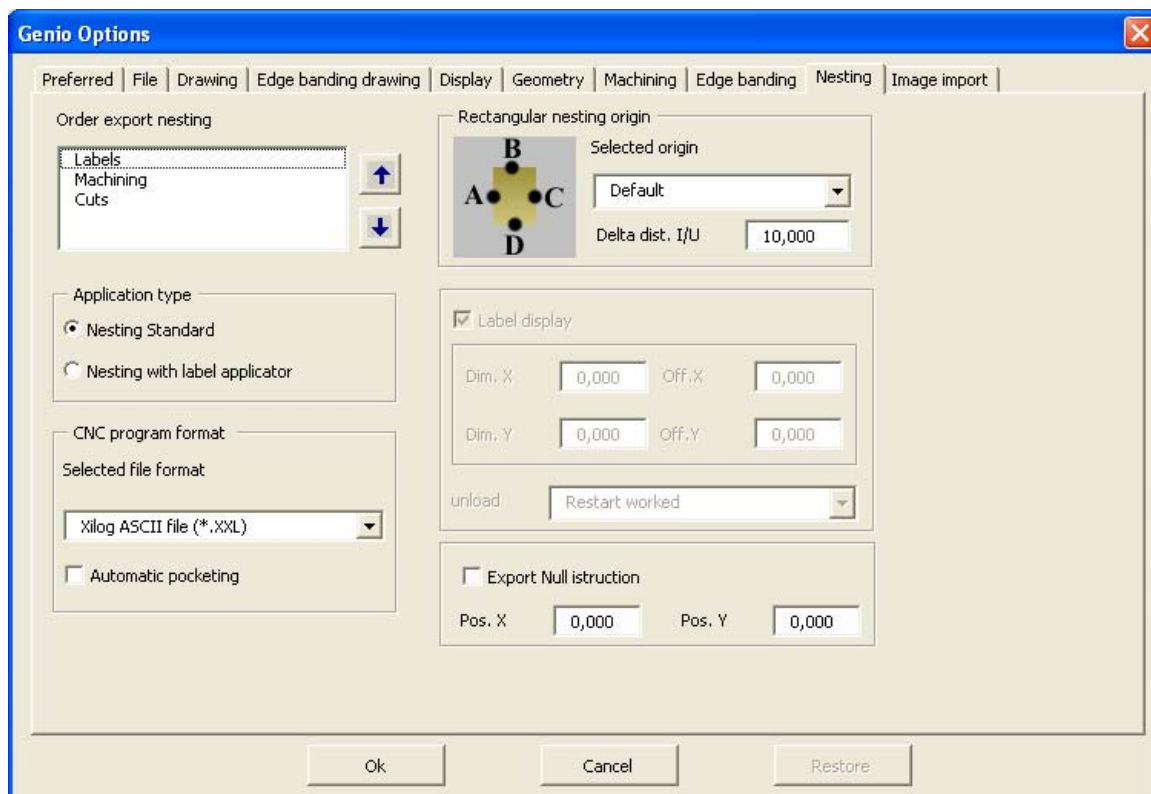 Genio Options
Preferred File Drawing Edge banding drawing Display Geometry Machining Edge banding Nesting Image import
Order export nesting
Labels
Machining
Cuts
Application type
Nesting Standard
Nesting with label applicator
CNC program format
Selected file format
Xilog ASCII file (*.XXL)
Automatic pocketing
Rectangular nesting origin
B
A C
D
Selected origin
Default
Delta dist. I/U 10,000
Label display
Dim. X 0,000 Off.X 0,000
Dim. Y 0,000 Off.Y 0,000
unload Restart worked
Export Null istruction
Pos. X 0,000 Pos. Y 0,000
Ok Cancel Restore